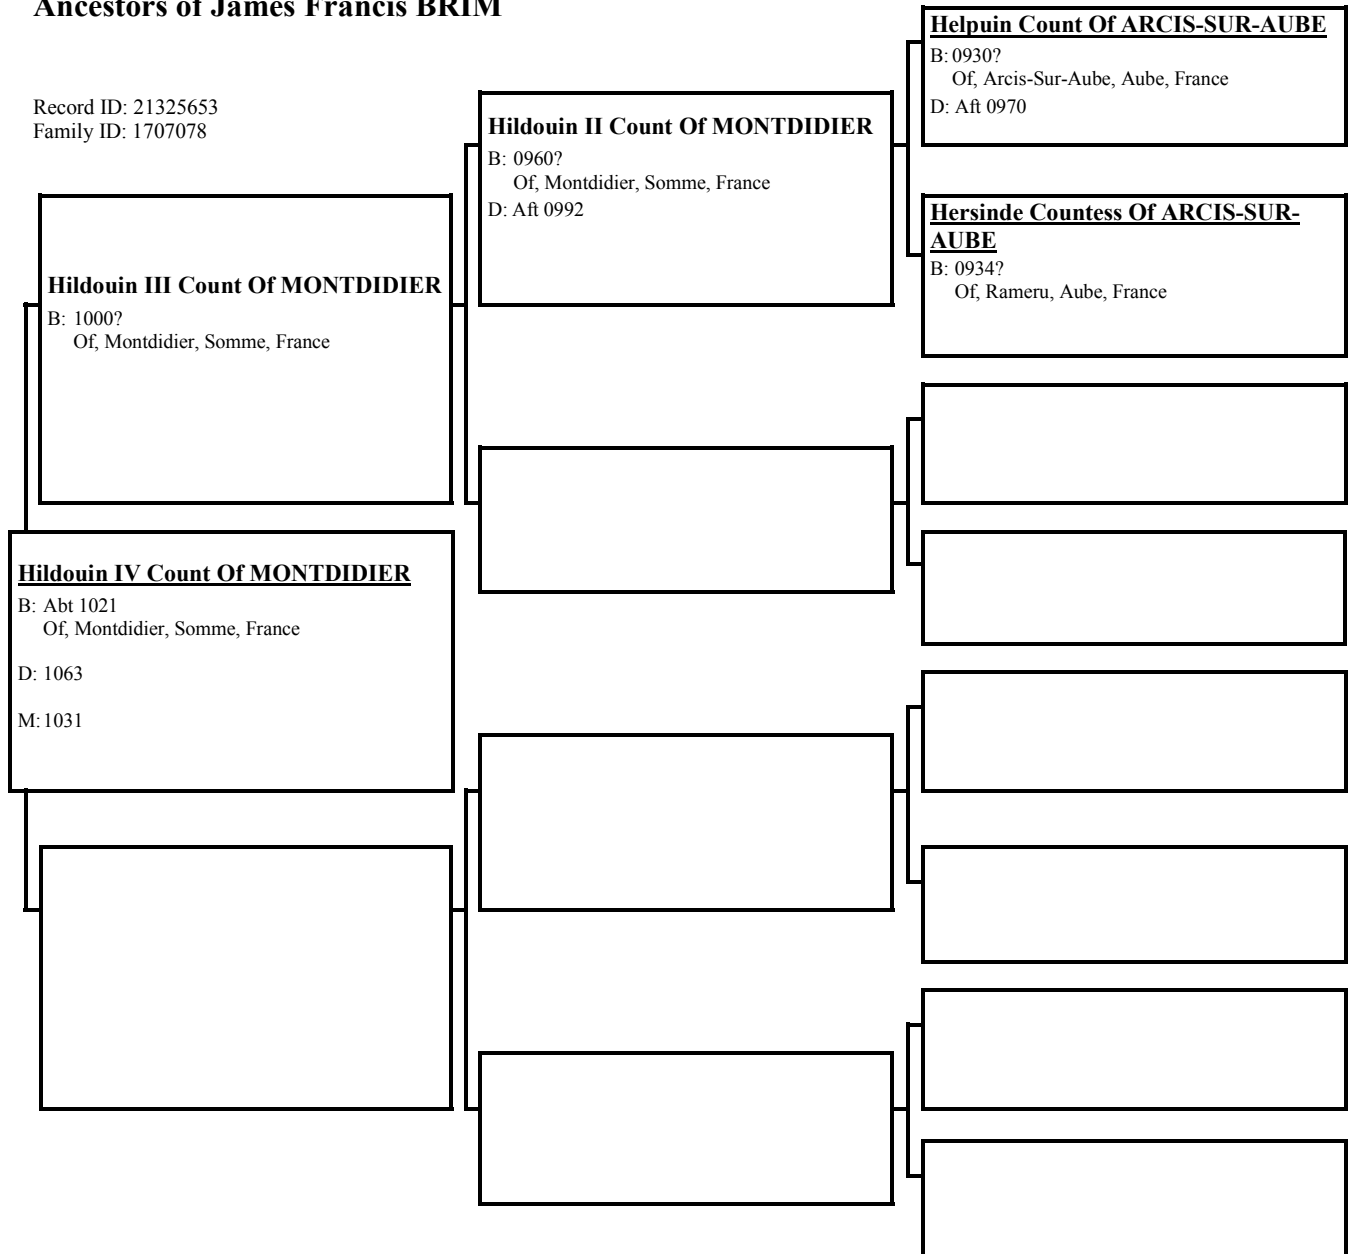 Ancestors of James Francis BRIM
Record ID: 21325653
Family ID: 1707078
Helpuin Count Of ARCIS-SUR-AUBE
B: 0930?
Of, Arcis-Sur-Aube, Aube, France
D: Aft 0970
Hildouin II Count Of MONTDIDIER
B: 0960?
Of, Montdidier, Somme, France
D: Aft 0992
Hersinde Countess Of ARCIS-SUR-
AUBE
B: 0934?
Of, Rameru, Aube, France
Hildouin III Count Of MONTDIDIER
B: 1000?
Of, Montdidier, Somme, France
Hildouin IV Count Of MONTDIDIER
B: Abt 1021
Of, Montdidier, Somme, France
D: 1063
M: 1031